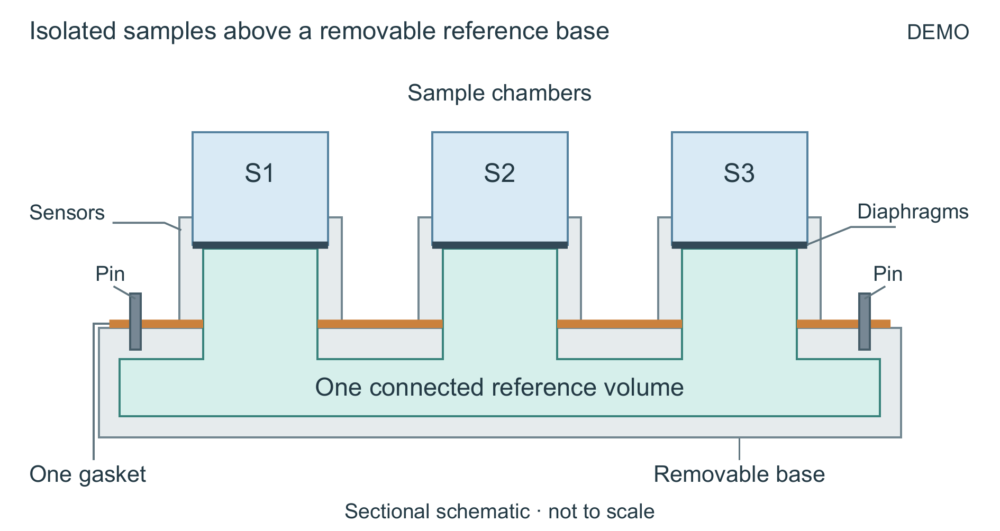 Isolated samples above a removable reference base
DEMO
Sample chambers
S1
S2
S3
Sensors
Diaphragms
Pin
Pin
One connected reference volume
One gasket
Removable base
Sectional schematic · not to scale